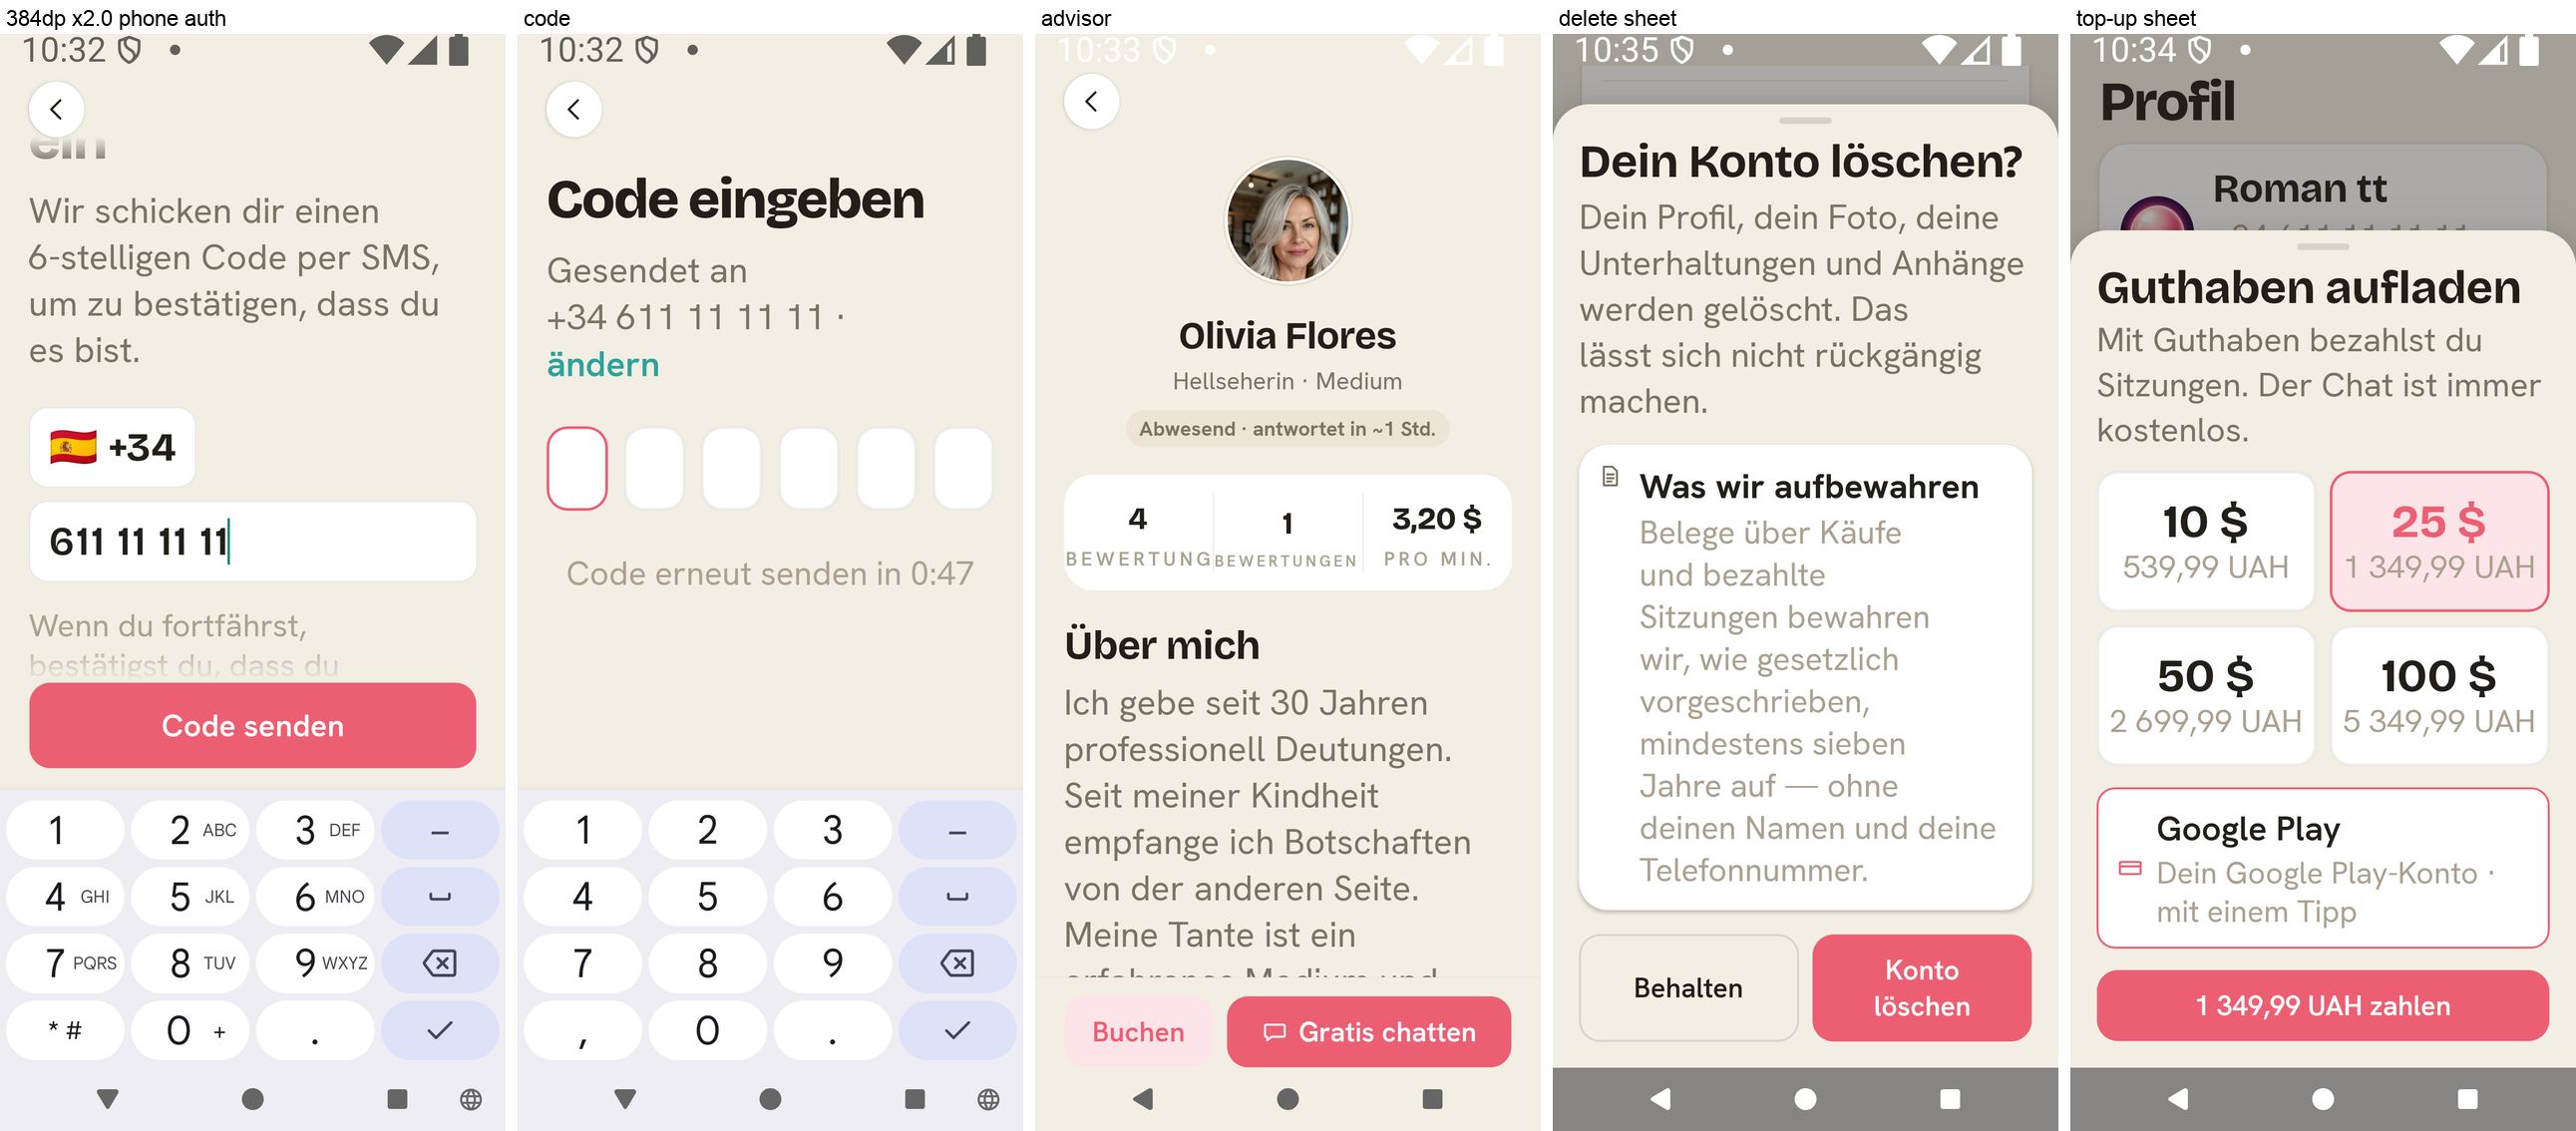 384dp x2.0 phone auth
10:32
ein
Wir schicken dir einen
6-stelligen Code per SMS,
um zu bestätigen, dass du
es bist.
+34
611 11 11 11
Wenn du fortfährst,
bestätigst du, dass du
Code senden
1
2 ABC
3 DEF
–
4 GHI
5 JKL
6 MNO
7 PQRS
8 TUV
9 WXYZ
* #
0 +
.
code
10:32
Code eingeben
Gesendet an
+34 611 11 11 11 ·
ändern
Code erneut senden in 0:47
1
2
3
–
4
5
6
7
8
9
,
0
.
advisor
10:33
Olivia Flores
Hellseherin · Medium
Abwesend · antwortet in ~1 Std.
4
BEWERTUNG
1
BEWERTUNGEN
3,20 $
PRO MIN.
Über mich
Ich gebe seit 30 Jahren
professionell Deutungen.
Seit meiner Kindheit
empfange ich Botschaften
von der anderen Seite.
Meine Tante ist ein
erfahrenes Medium und
Buchen
Gratis chatten
delete sheet
10:35
Dein Konto löschen?
Dein Profil, dein Foto, deine
Unterhaltungen und Anhänge
werden gelöscht. Das
lässt sich nicht rückgängig
machen.
Was wir aufbewahren
Belege über Käufe
und bezahlte
Sitzungen bewahren
wir, wie gesetzlich
vorgeschrieben,
mindestens sieben
Jahre auf — ohne
deinen Namen und deine
Telefonnummer.
Behalten
Konto
löschen
top-up sheet
10:34
Profil
Roman tt
Guthaben aufladen
Mit Guthaben bezahlst du
Sitzungen. Der Chat ist immer
kostenlos.
10 $
539,99 UAH
25 $
1 349,99 UAH
50 $
2 699,99 UAH
100 $
5 349,99 UAH
Google Play
Dein Google Play-Konto ·
mit einem Tipp
1 349,99 UAH zahlen